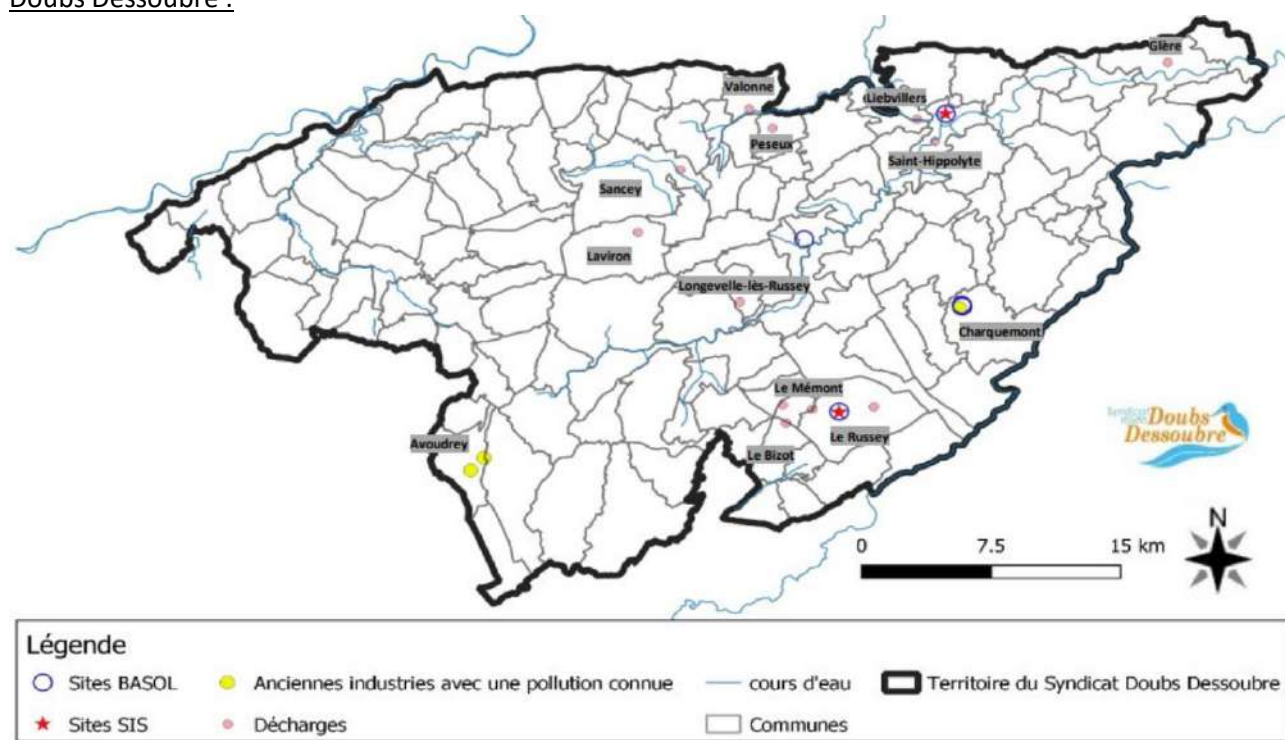 Doubs Dessoubre :
Glère
Valonne
Liebvillers
Peseux
Saint-Hippolyte
Sancey
Laviron
Longevelle-lès-Russey
Charquemont
Le Mémont
Avoudrey
Le Russey
Le Bizot
Doubs
Dessoubre
N
0 7.5 15 km
Légende
Sites BASOL Anciennes industries avec une pollution connue cours d'eau Territoire du Syndicat Doubs Dessoubre
Sites SIS Décharges Communes